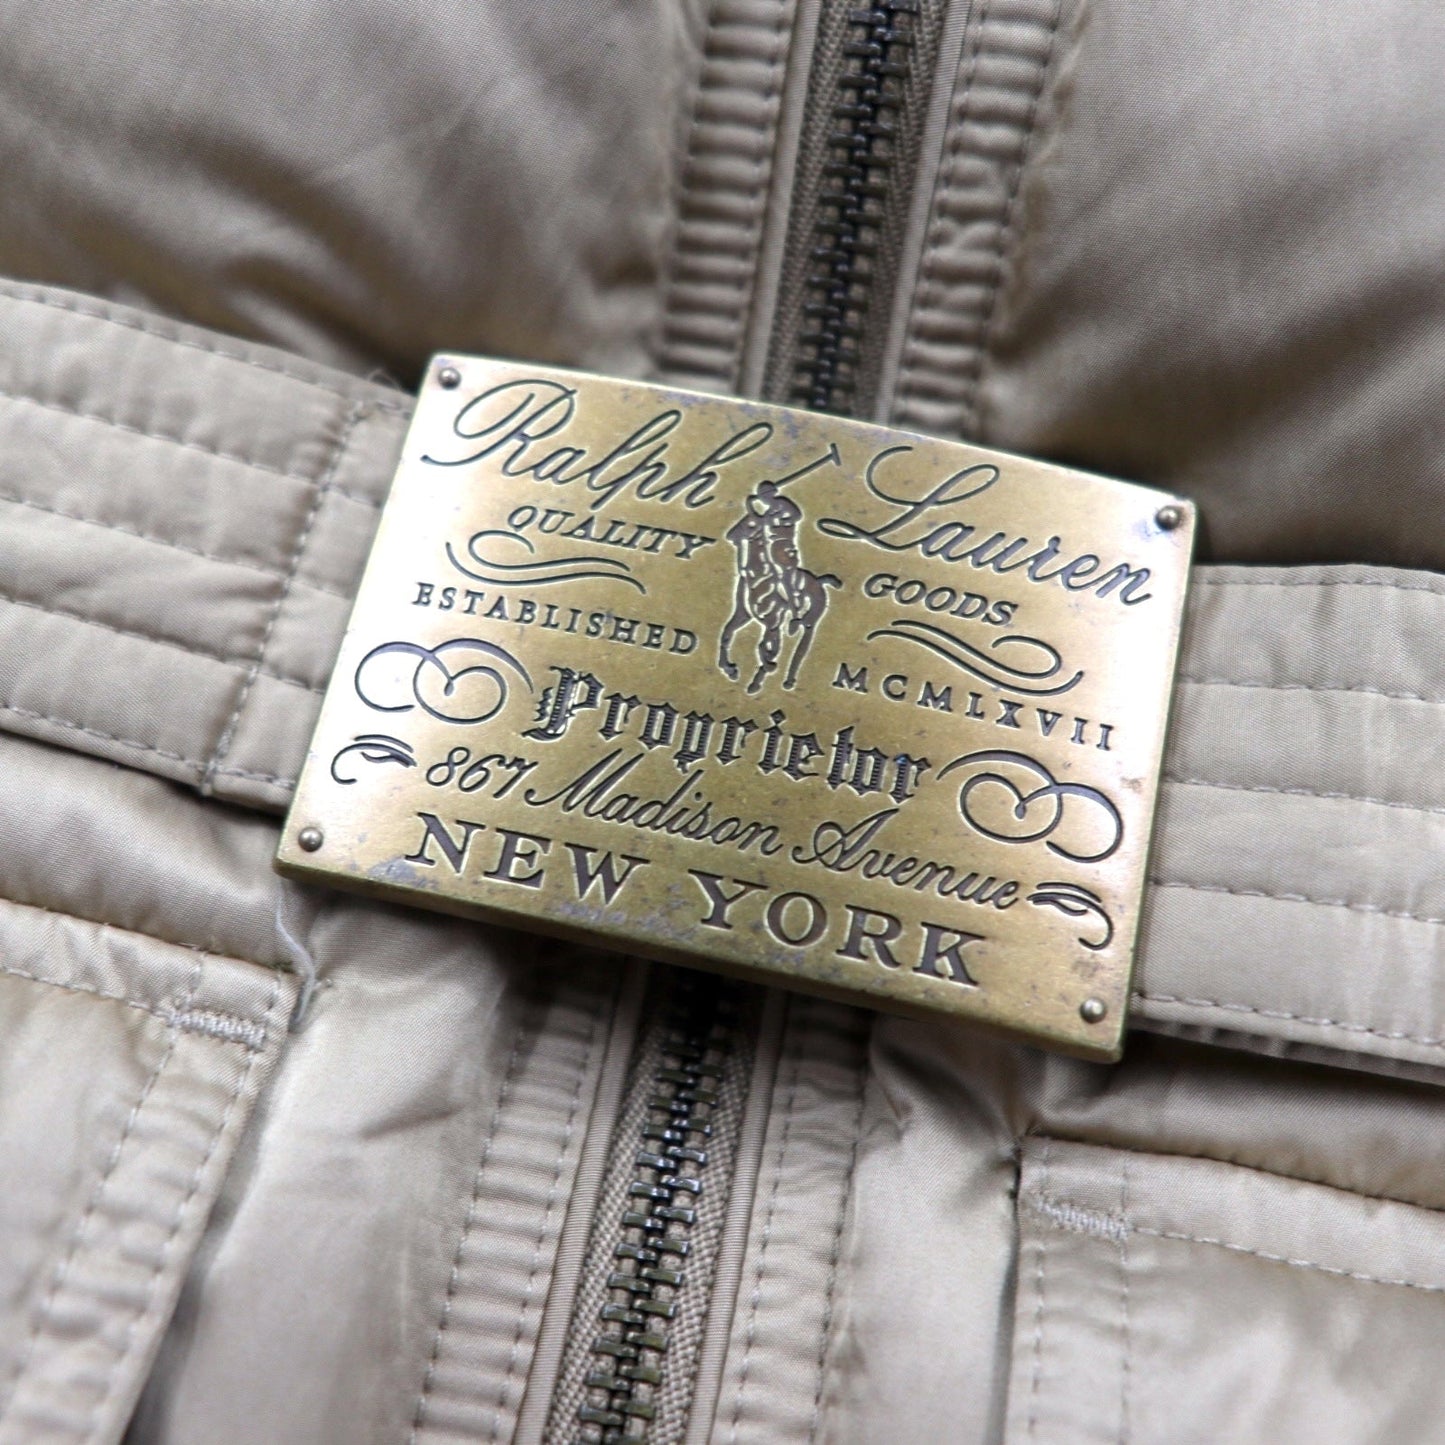 Ralph Lauren
QUALITY GOODS
ESTABLISHED MCMLXVII
Proprietor
867 Madison Avenue
NEW YORK